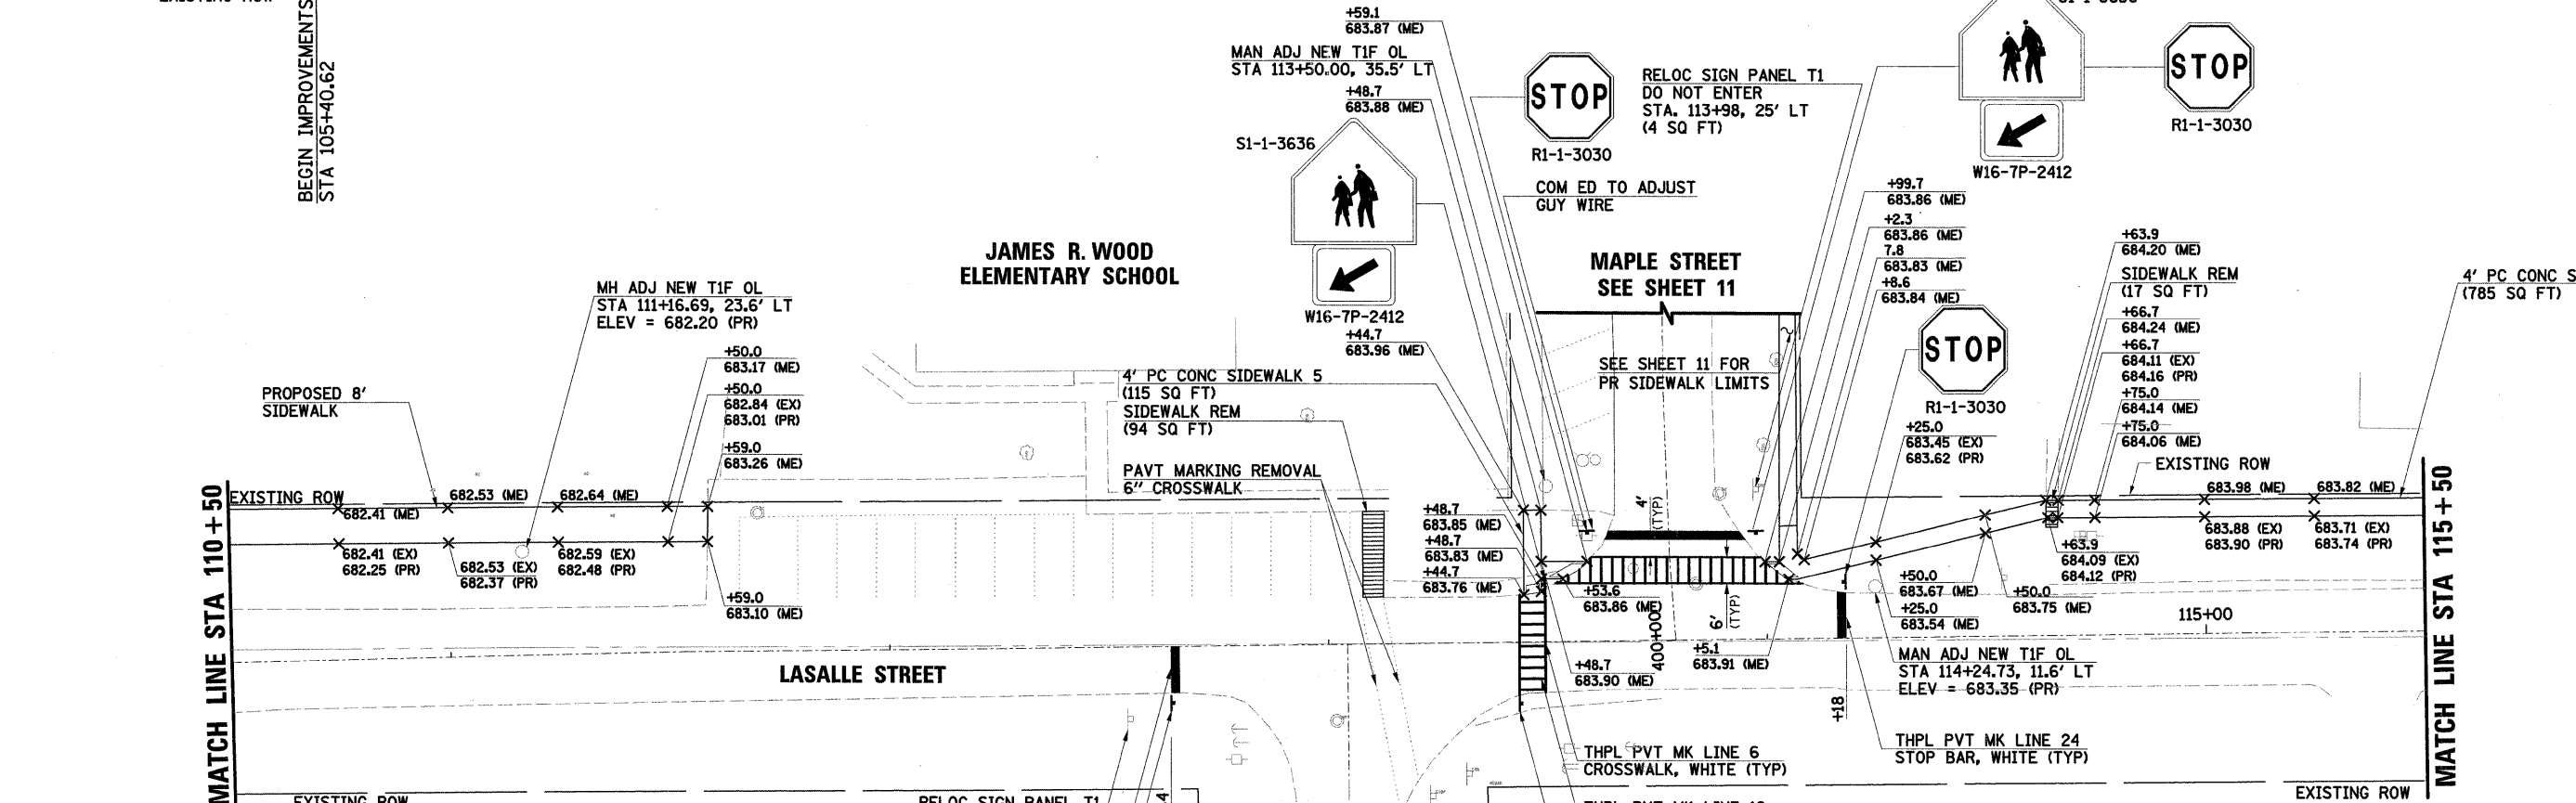 BEGIN IMPROVEMENTS
STA 105+40.62
+59.1
683.87 (ME)
MAN ADJ NEW T1F OL
STA 113+50.00, 35.5' LT
+48.7
683.88 (ME)
S1-1-3636
W16-7P-2412
+44.7
683.96 (ME)
STOP
R1-1-3030
RELOC SIGN PANEL T1
DO NOT ENTER
STA. 113+98, 25' LT
(4 SQ FT)
COM ED TO ADJUST
GUY WIRE
STOP
R1-1-3030
W16-7P-2412
JAMES R. WOOD
ELEMENTARY SCHOOL
MAPLE STREET
SEE SHEET 11
SEE SHEET 11 FOR
PR SIDEWALK LIMITS
+99.7
683.86 (ME)
+2.3
683.86 (ME)
7.8
683.83 (ME)
+8.6
683.84 (ME)
STOP
R1-1-3030
+63.9
684.20 (ME)
SIDEWALK REM
(17 SQ FT)
+66.7
684.24 (ME)
+66.7
684.11 (EX)
684.16 (PR)
+75.0
684.14 (ME)
+75.0
684.06 (ME)
4' PC CONC S
(785 SQ FT)
MH ADJ NEW T1F OL
STA 111+16.69, 23.6' LT
ELEV = 682.20 (PR)
PROPOSED 8'
SIDEWALK
+50.0
683.17 (ME)
+50.0
682.84 (EX)
683.01 (PR)
+59.0
683.26 (ME)
4' PC CONC SIDEWALK 5
(115 SQ FT)
SIDEWALK REM
(94 SQ FT)
PAVT MARKING REMOVAL
6" CROSSWALK
+25.0
683.45 (EX)
683.62 (PR)
EXISTING ROW
EXISTING ROW
682.53 (ME)
682.64 (ME)
682.41 (ME)
683.98 (ME)
683.82 (ME)
682.41 (EX)
682.25 (PR)
682.53 (EX)
682.37 (PR)
682.59 (EX)
682.48 (PR)
+59.0
683.10 (ME)
+48.7
683.85 (ME)
+48.7
683.83 (ME)
+44.7
683.76 (ME)
4'
(TYP)
6'
(TYP)
+53.6
683.86 (ME)
400+00
+48.7
683.90 (ME)
+5.1
683.91 (ME)
683.88 (EX)
683.90 (PR)
683.71 (EX)
683.74 (PR)
+63.9
684.09 (EX)
684.12 (PR)
+50.0
683.67 (ME)
+50.0
683.75 (ME)
+25.0
683.54 (ME)
115+00
MAN ADJ NEW T1F OL
STA 114+24.73, 11.6' LT
ELEV = 683.35 (PR)
+18
LASALLE STREET
MATCH LINE STA 110+50
MATCH LINE STA 115+50
THPL PVT MK LINE 6
CROSSWALK, WHITE (TYP)
THPL PVT MK LINE 24
STOP BAR, WHITE (TYP)
EXISTING ROW
EXISTING ROW
RELOC SIGN PANEL T1